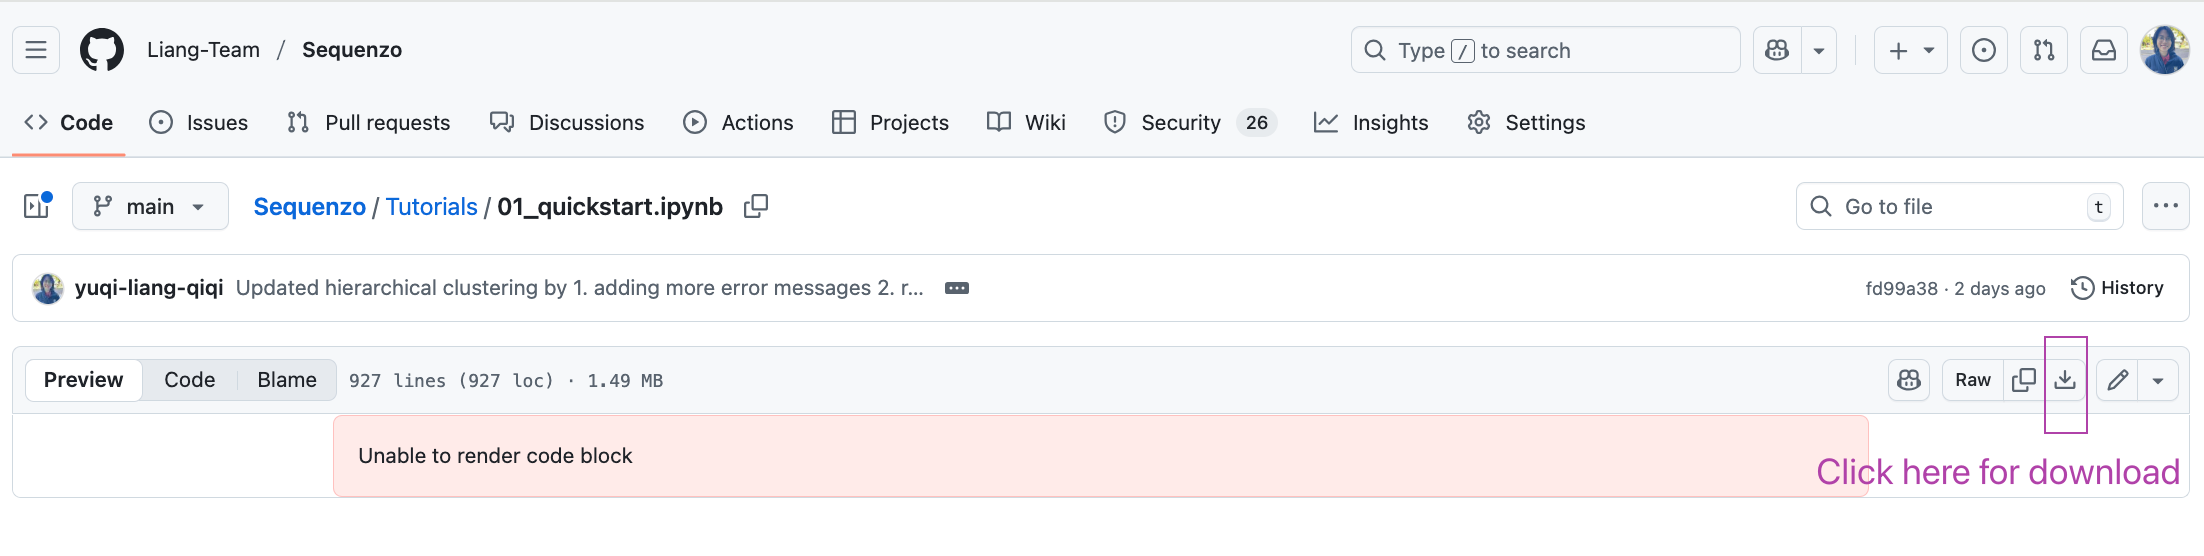 Liang-Team / Sequenzo
Type / to search
Code Issues Pull requests Discussions Actions Projects Wiki Security 26 Insights Settings
main Sequenzo / Tutorials / 01_quickstart.ipynb Go to file t
yuqi-liang-qiqi Updated hierarchical clustering by 1. adding more error messages 2. r... fd99a38 · 2 days ago History
Preview Code Blame 927 lines (927 loc) · 1.49 MB Raw
Unable to render code block
Click here for download